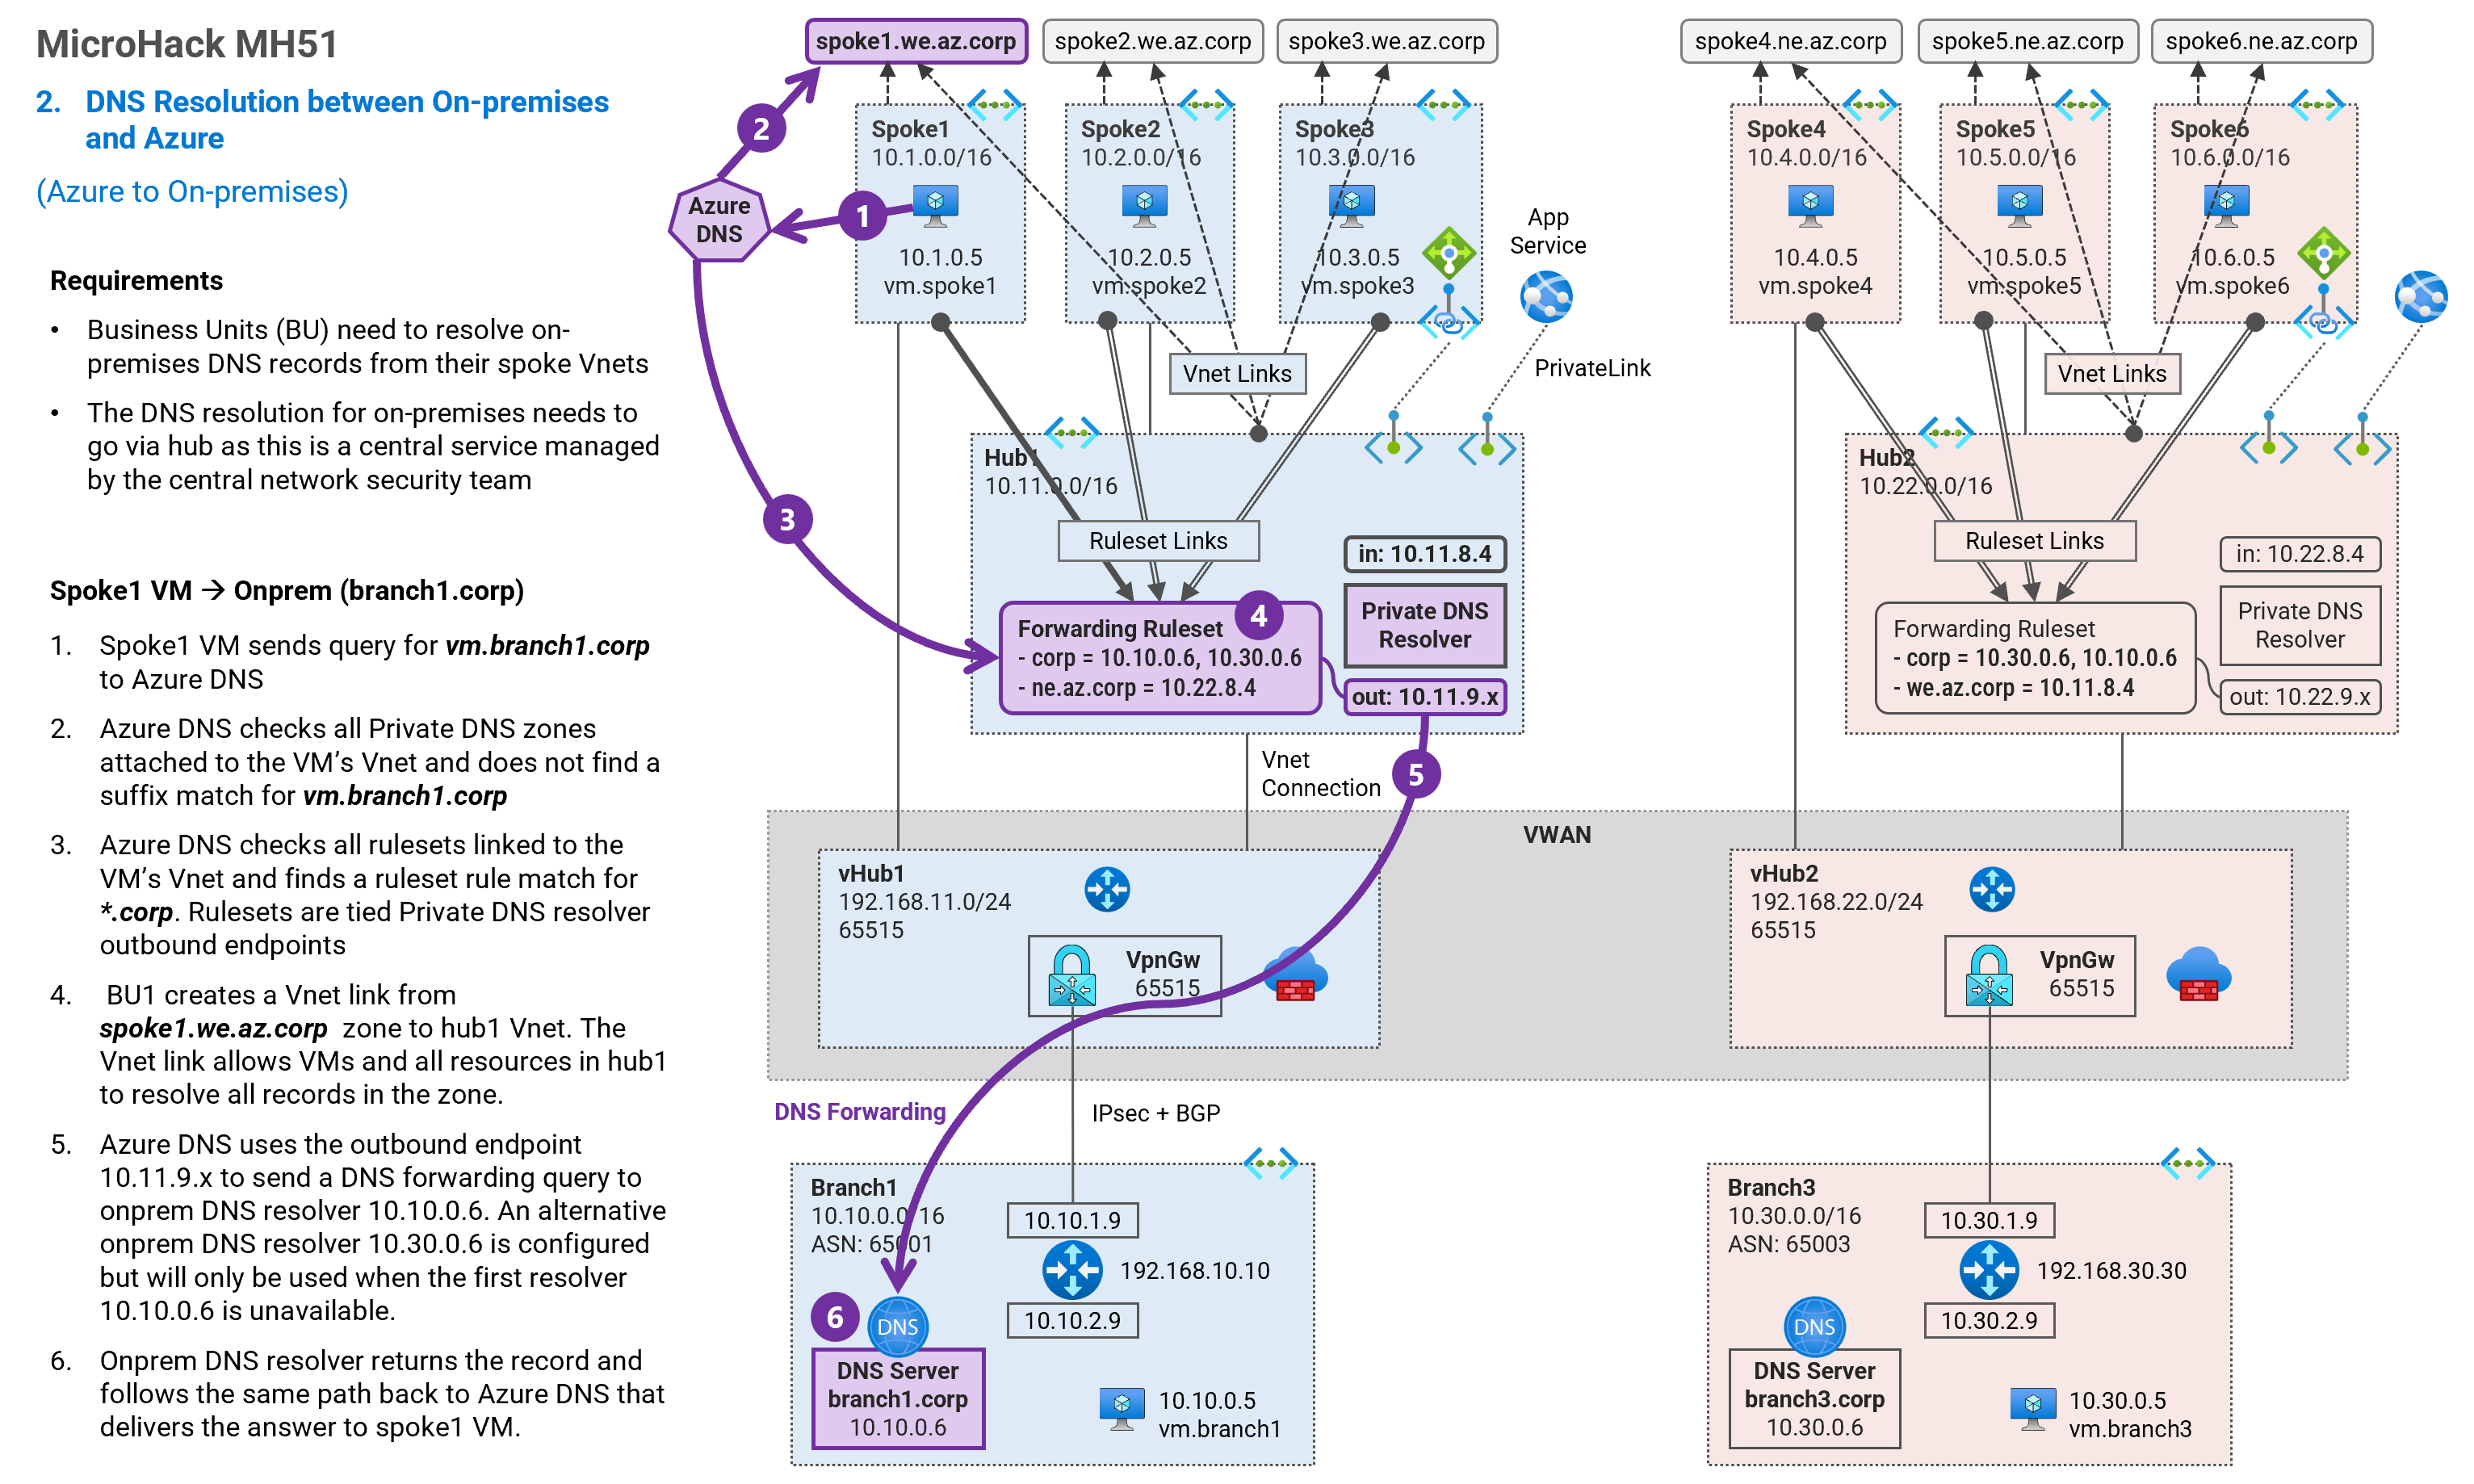 MicroHack MH51
2. DNS Resolution between On-premises
and Azure
(Azure to On-premises)
Requirements
• Business Units (BU) need to resolve on-
premises DNS records from their spoke Vnets
• The DNS resolution for on-premises needs to
go via hub as this is a central service managed
by the central network security team
Spoke1 VM → Onprem (branch1.corp)
1. Spoke1 VM sends query for vm.branch1.corp
to Azure DNS
2. Azure DNS checks all Private DNS zones
attached to the VM's Vnet and does not find a
suffix match for vm.branch1.corp
3. Azure DNS checks all rulesets linked to the
VM's Vnet and finds a ruleset rule match for
*.corp. Rulesets are tied Private DNS resolver
outbound endpoints
4. BU1 creates a Vnet link from
spoke1.we.az.corp zone to hub1 Vnet. The
Vnet link allows VMs and all resources in hub1
to resolve all records in the zone.
5. Azure DNS uses the outbound endpoint
10.11.9.x to send a DNS forwarding query to
onprem DNS resolver 10.10.0.6. An alternative
onprem DNS resolver 10.30.0.6 is configured
but will only be used when the first resolver
10.10.0.6 is unavailable.
6. Onprem DNS resolver returns the record and
follows the same path back to Azure DNS that
delivers the answer to spoke1 VM.
spoke1.we.az.corp
spoke2.we.az.corp
spoke3.we.az.corp
spoke4.ne.az.corp
spoke5.ne.az.corp
spoke6.ne.az.corp
2
Azure
DNS
1
3
Spoke1
10.1.0.0/16
10.1.0.5
vm.spoke1
Spoke2
10.2.0.0/16
10.2.0.5
vm.spoke2
Spoke3
10.3.0.0/16
10.3.0.5
vm.spoke3
App
Service
PrivateLink
Spoke4
10.4.0.0/16
10.4.0.5
vm.spoke4
Spoke5
10.5.0.0/16
10.5.0.5
vm.spoke5
Spoke6
10.6.0.0/16
10.6.0.5
vm.spoke6
Vnet Links
Vnet Links
Hub1
10.11.0.0/16
Ruleset Links
in: 10.11.8.4
Private DNS
Resolver
out: 10.11.9.x
4
Forwarding Ruleset
- corp = 10.10.0.6, 10.30.0.6
- ne.az.corp = 10.22.8.4
Hub2
10.22.0.0/16
Ruleset Links
in: 10.22.8.4
Private DNS
Resolver
out: 10.22.9.x
Forwarding Ruleset
- corp = 10.30.0.6, 10.10.0.6
- we.az.corp = 10.11.8.4
Vnet
Connection
5
VWAN
vHub1
192.168.11.0/24
65515
VpnGw
65515
vHub2
192.168.22.0/24
65515
VpnGw
65515
DNS Forwarding
IPsec + BGP
Branch1
10.10.0.0/16
ASN: 65001
10.10.1.9
192.168.10.10
10.10.2.9
6
DNS
DNS Server
branch1.corp
10.10.0.6
10.10.0.5
vm.branch1
Branch3
10.30.0.0/16
ASN: 65003
10.30.1.9
192.168.30.30
10.30.2.9
DNS
DNS Server
branch3.corp
10.30.0.6
10.30.0.5
vm.branch3